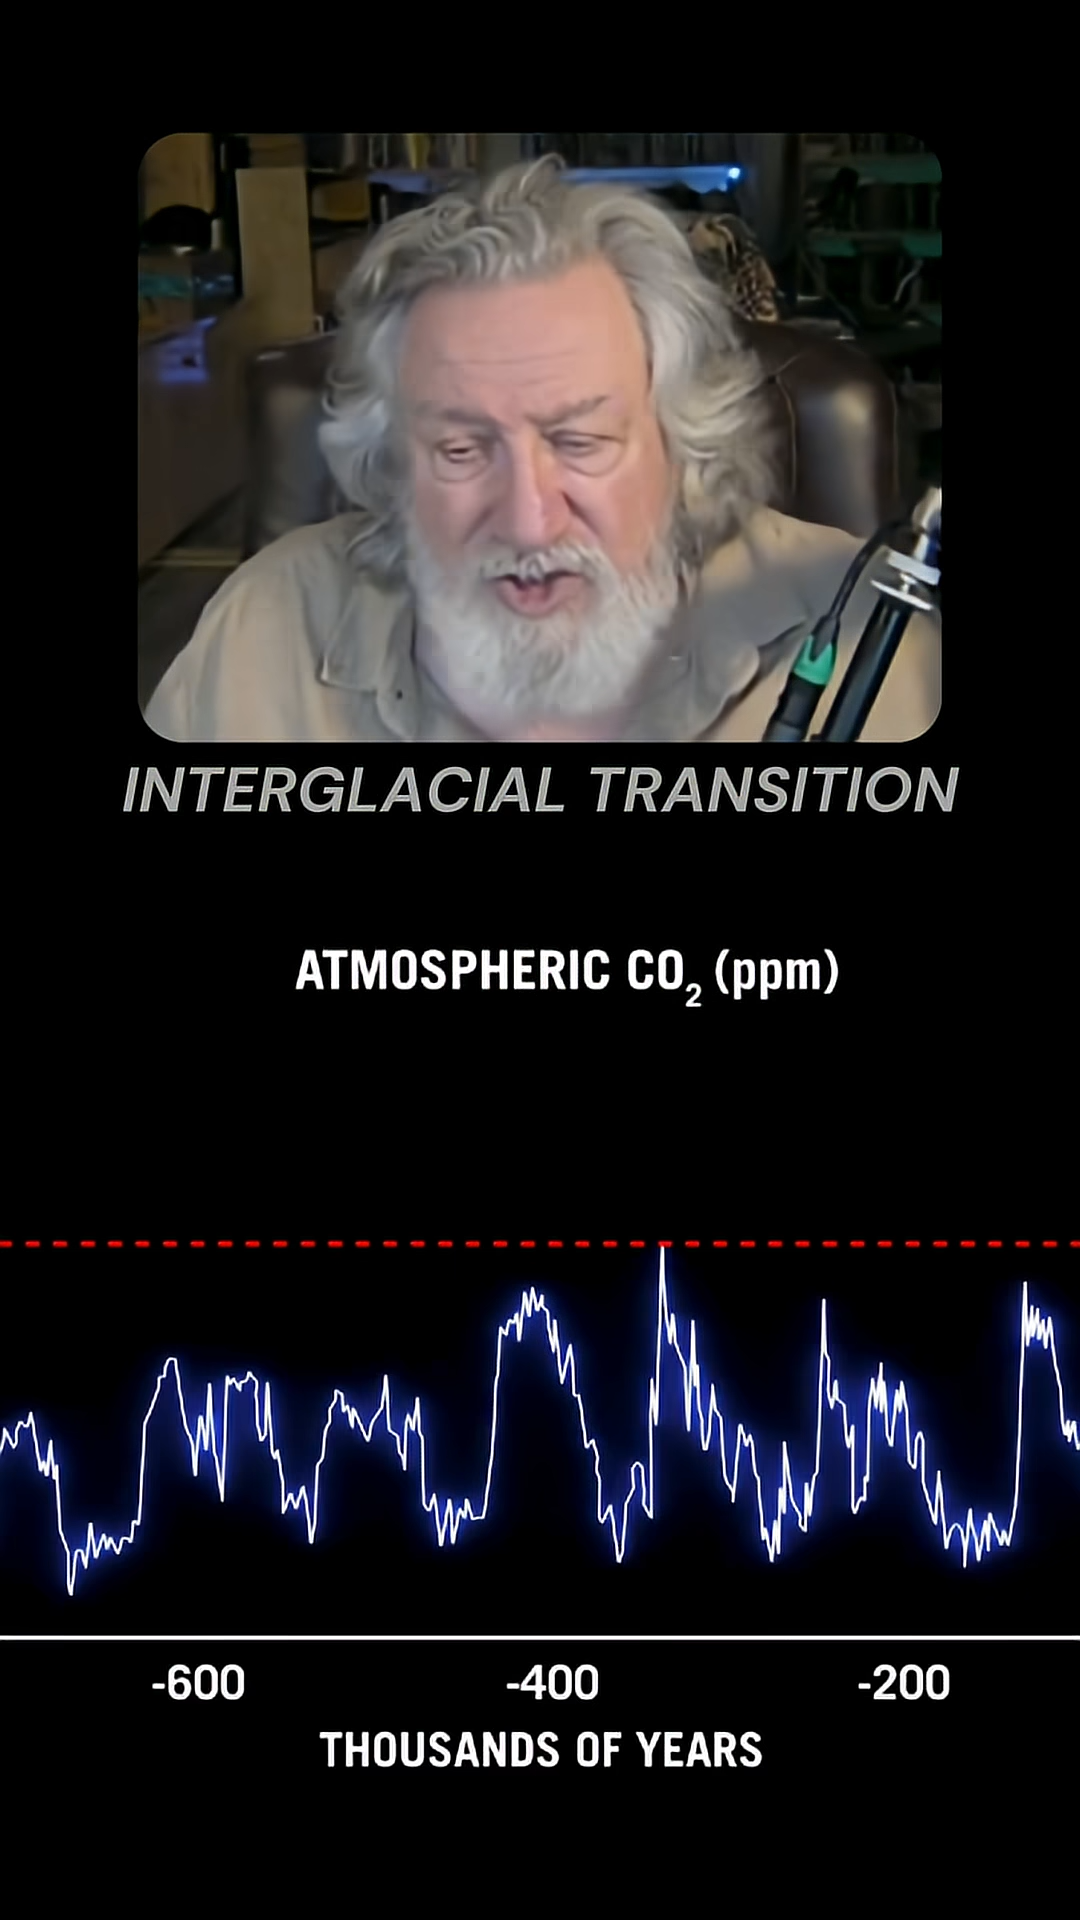 INTERGLACIAL TRANSITION
ATMOSPHERIC CO₂ (ppm)
-600 -400 -200
THOUSANDS OF YEARS